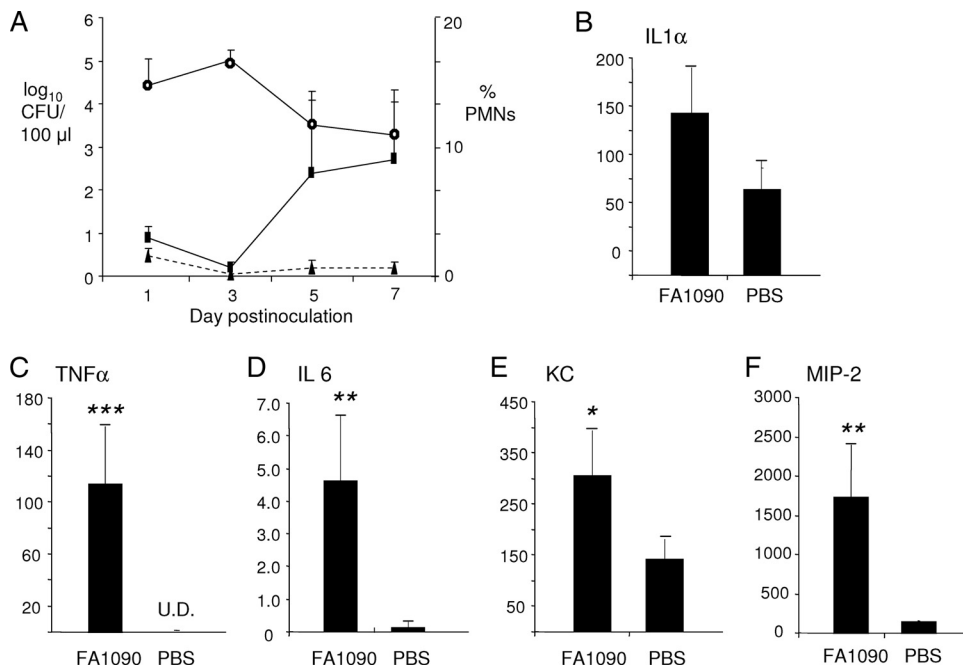 A
6
5
4
3
2
1
0
log10
CFU/
100 µl
20
10
0
%
PMNs
1 3 5 7
Day postinoculation
B
IL1α
200
150
100
150
100
50
0
FA1090 PBS
C
TNFα
180
140
100
60
20
***
U.D.
FA1090 PBS
D
IL 6
7.0
6.0
5.0
4.0
3.0
2.0
1.0
0.0
**
FA1090 PBS
E
KC
450
350
250
150
50
*
FA1090 PBS
F
MIP-2
3000
2500
2000
1500
1000
500
0
**
FA1090 PBS